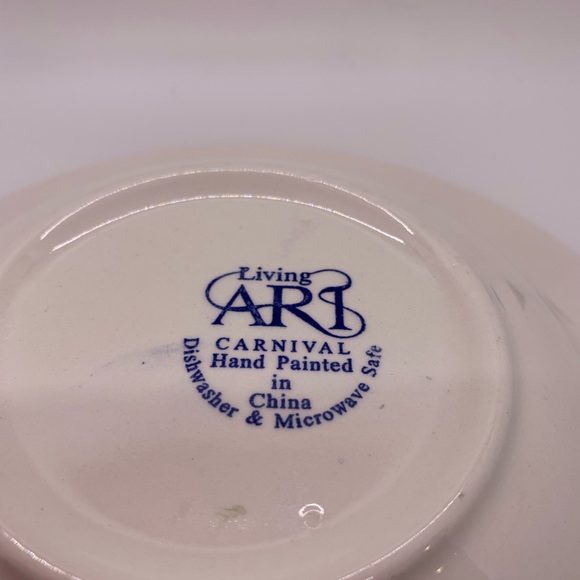 Living
ART
CARNIVAL
Hand Painted
in
China
Dishwasher & Microwave Safe